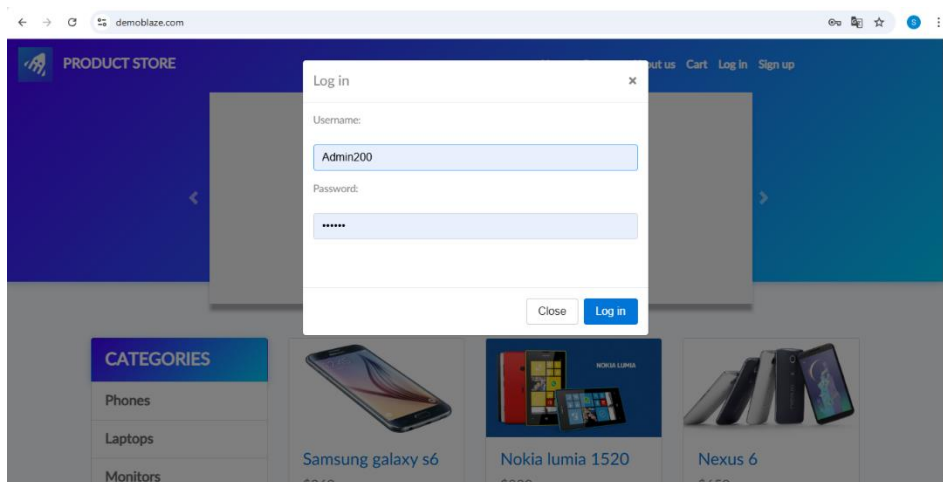 demoblaze.com
S
PRODUCT STORE
out us Cart Log in Sign up
Log in ×
Username:
Admin200
Password:
••••••
Close Log in
CATEGORIES
Phones
Laptops
Monitors
NOKIA LUMIA
Samsung galaxy s6
Nokia lumia 1520
Nexus 6